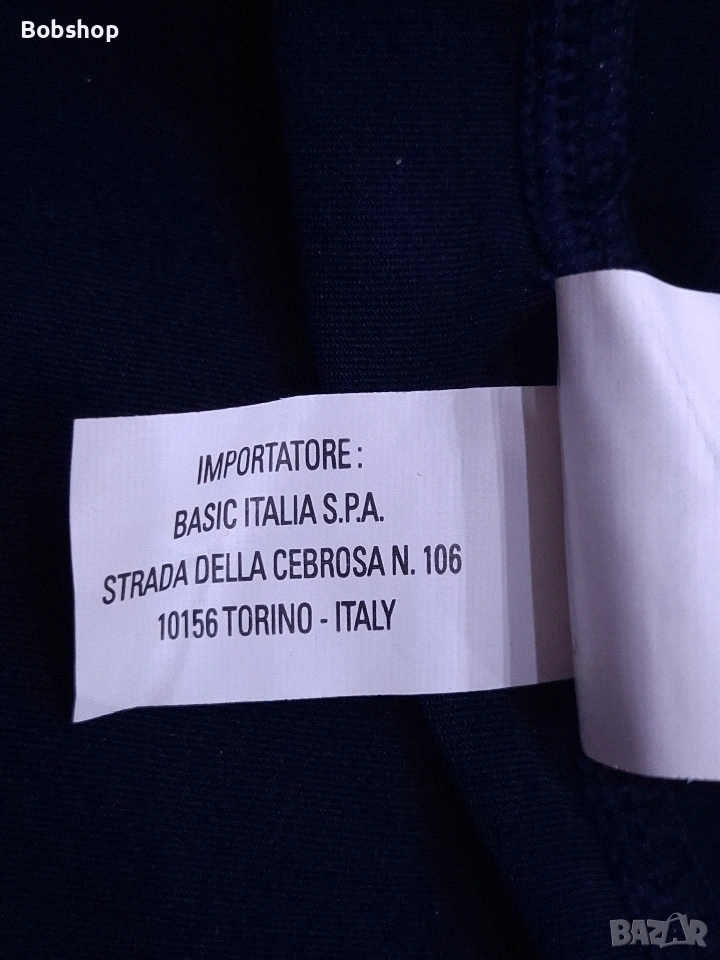 Bobshop
IMPORTATORE:
BASIC ITALIA S.P.A.
STRADA DELLA CEBROSA N. 106
10156 TORINO - ITALY
BAZAR